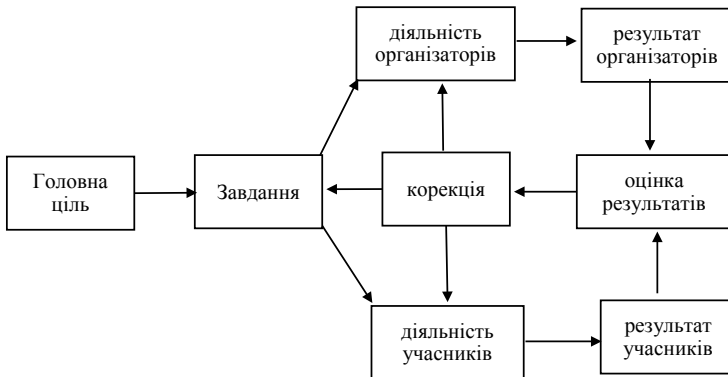 діяльність
організаторів
результат
організаторів
Головна
ціль
Завдання
корекція
оцінка
результатів
діяльність
учасників
результат
учасників